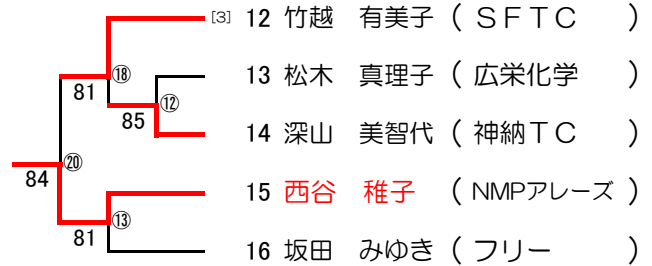 [3] 12 竹越 有美子 ( ＳＦＴＣ )
⑱
81
13 松木 真理子 ( 広栄化学 )
⑫
85
14 深山 美智代 ( 神納ＴＣ )
⑳
84
15 西谷 稚子 ( NMPアレーズ )
⑬
81
16 坂田 みゆき ( フリー )